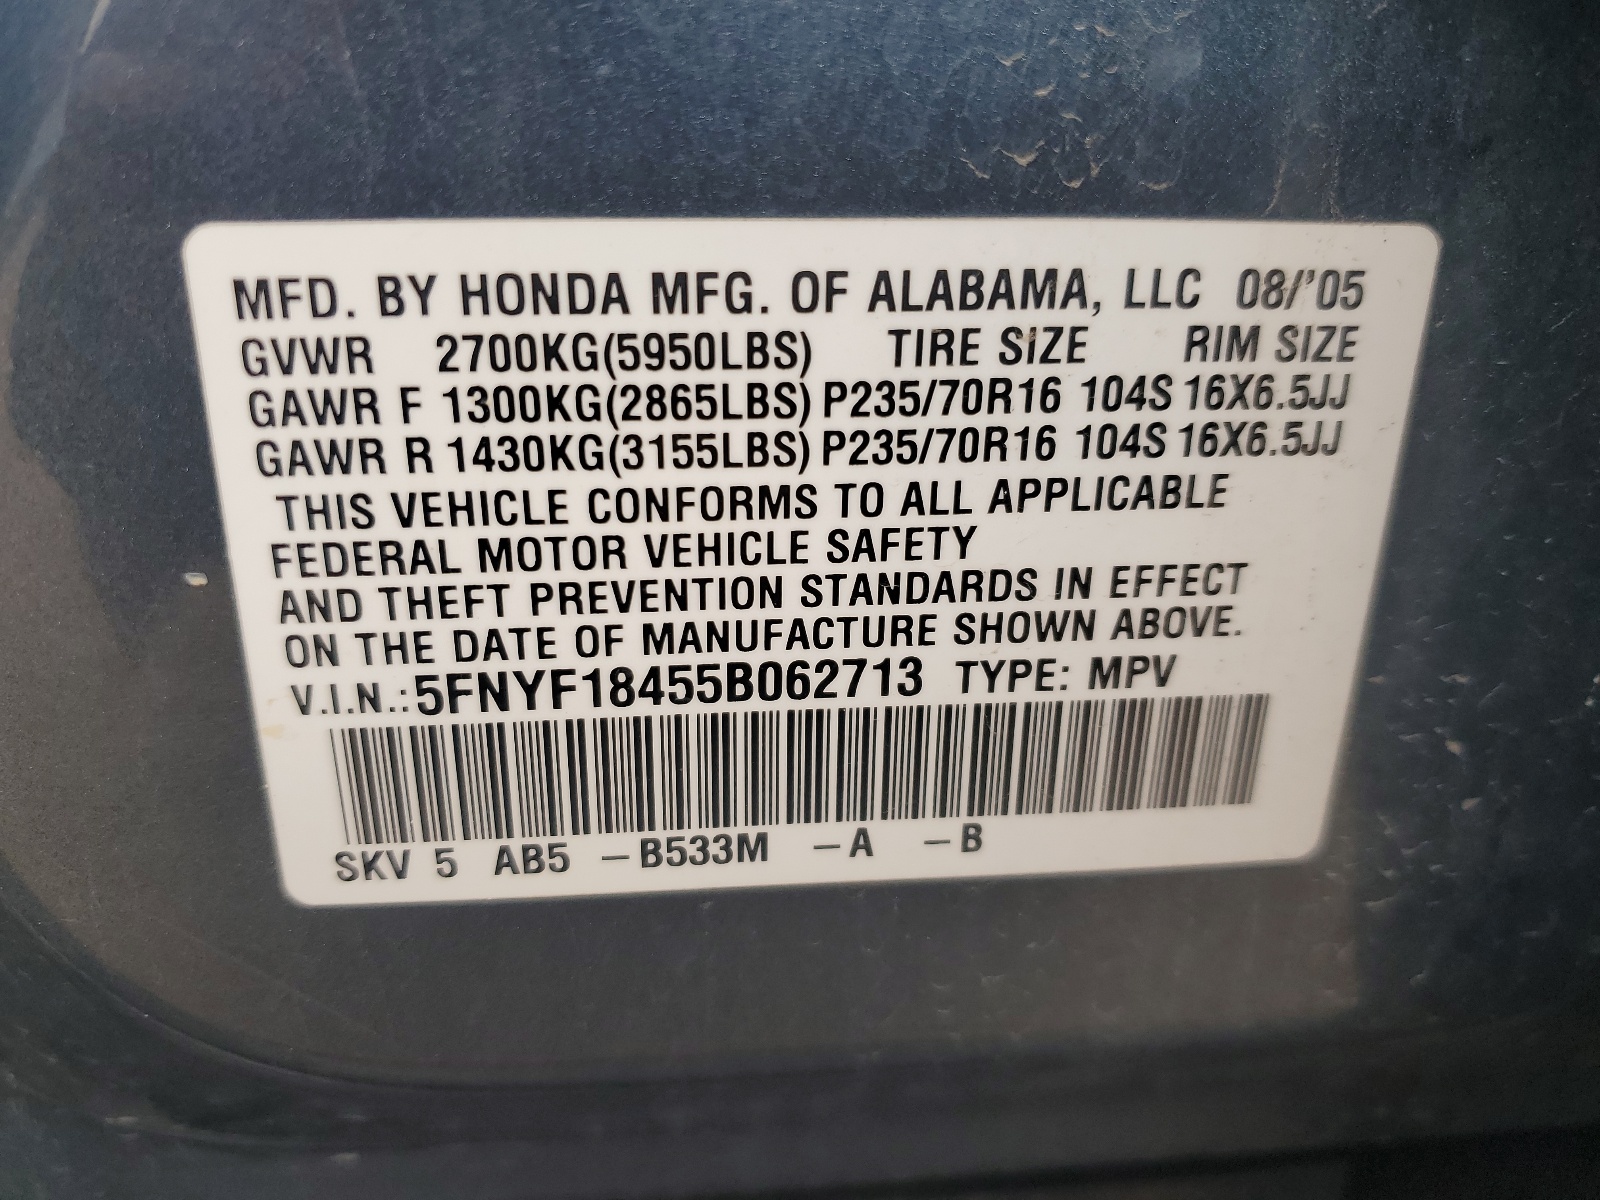 MFD. BY HONDA MFG. OF ALABAMA, LLC 08/'05
GVWR 2700KG(5950LBS) TIRE SIZE RIM SIZE
GAWR F 1300KG(2865LBS) P235/70R16 104S 16X6.5JJ
GAWR R 1430KG(3155LBS) P235/70R16 104S 16X6.5JJ
THIS VEHICLE CONFORMS TO ALL APPLICABLE
FEDERAL MOTOR VEHICLE SAFETY
AND THEFT PREVENTION STANDARDS IN EFFECT
ON THE DATE OF MANUFACTURE SHOWN ABOVE.
V.I.N.: 5FNYF18455B062713 TYPE: MPV
SKV 5 AB5 –B533M –A –B